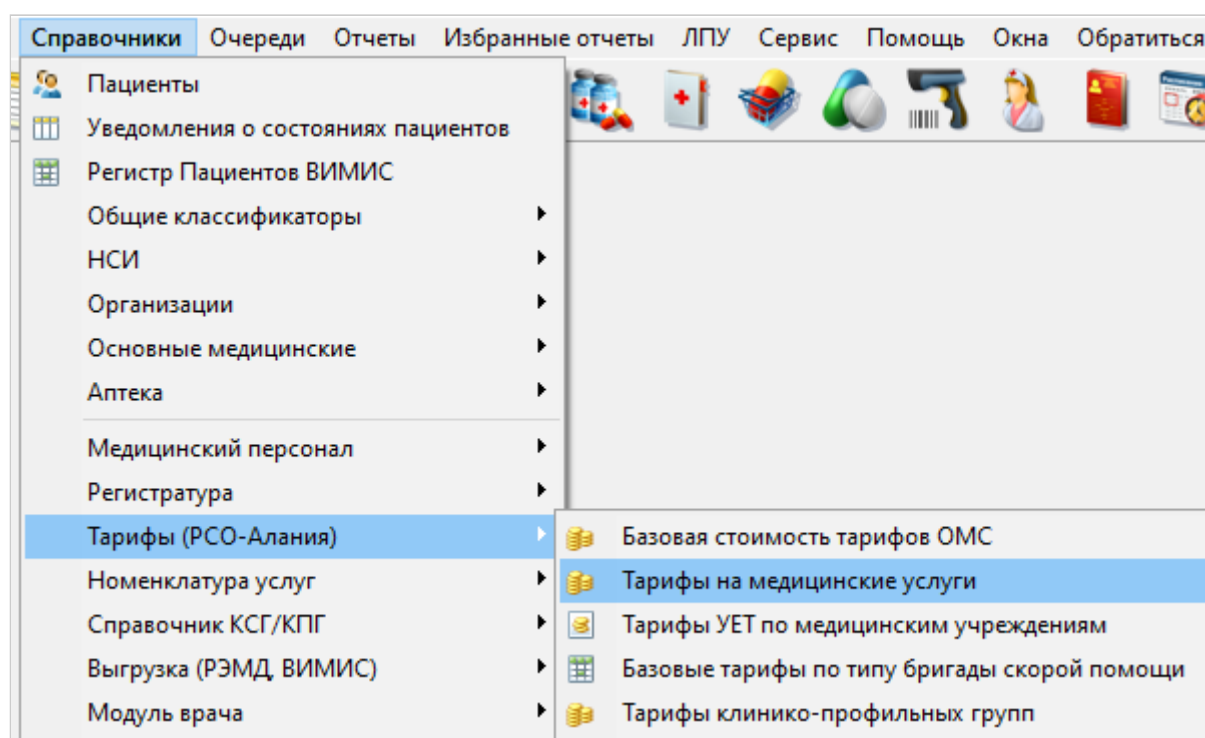 Справочники Очереди Отчеты Избранные отчеты ЛПУ Сервис Помощь Окна Обратиться
Пациенты
Уведомления о состояниях пациентов
Регистр Пациентов ВИМИС
Общие классификаторы
НСИ
Организации
Основные медицинские
Аптека
Медицинский персонал
Регистратура
Тарифы (РСО-Алания)
Номенклатура услуг
Справочник КСГ/КПГ
Выгрузка (РЭМД, ВИМИС)
Модуль врача
Базовая стоимость тарифов ОМС
Тарифы на медицинские услуги
Тарифы УЕТ по медицинским учреждениям
Базовые тарифы по типу бригады скорой помощи
Тарифы клинико-профильных групп